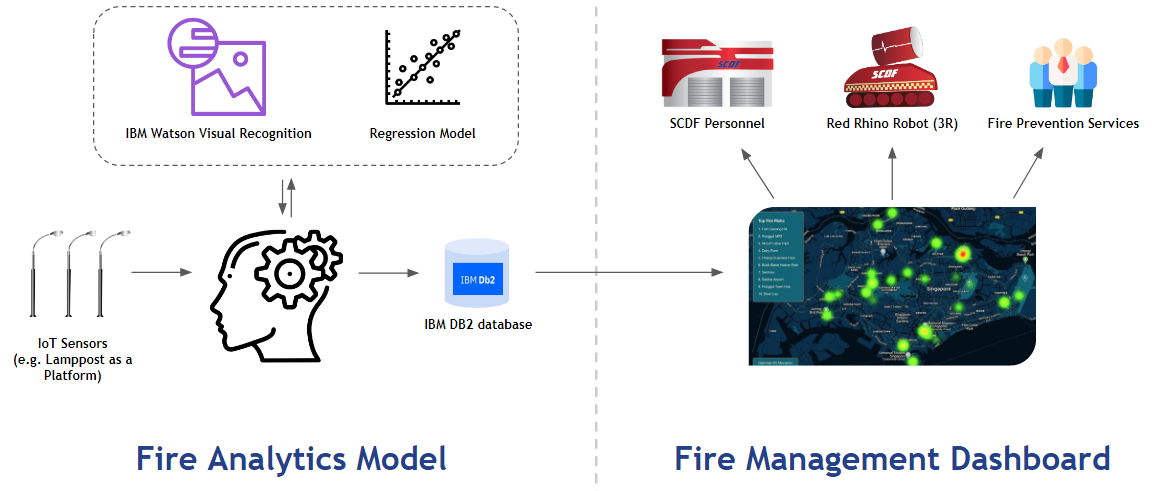 IBM Watson Visual Recognition
Regression Model
IoT Sensors
(e.g. Lamppost as a
Platform)
IBM Db2
IBM DB2 database
Fire Analytics Model
SCDF
SCDF
SCDF Personnel
Red Rhino Robot (3R)
Fire Prevention Services
Top Fire Risks
Singapore
Fire Management Dashboard